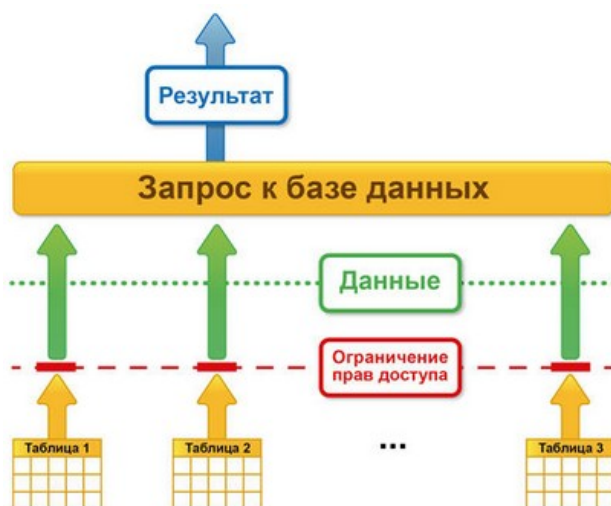 Результат
Запрос к базе данных
Данные
Ограничение
прав доступа
...
Таблица 1
Таблица 2
Таблица 3